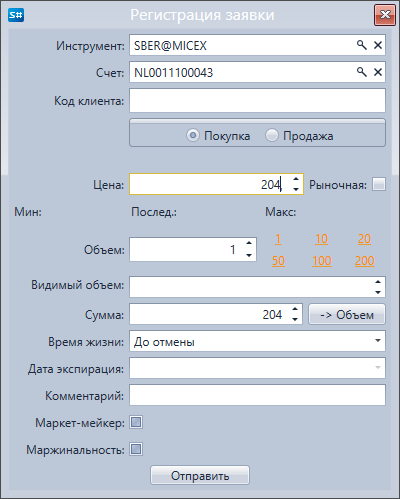 S# Регистрация заявки
Инструмент: SBER@MICEX
Счет: NL0011100043
Код клиента:
Покупка Продажа
Цена: 204, Рыночная:
Мин: Послед.: Макс:
Объем: 1 1 10 20
50 100 200
Видимый объем:
Сумма: 204 -> Объем
Время жизни: До отмены
Дата экспирация:
Комментарий:
Маркет-мейкер:
Маржинальность:
Отправить